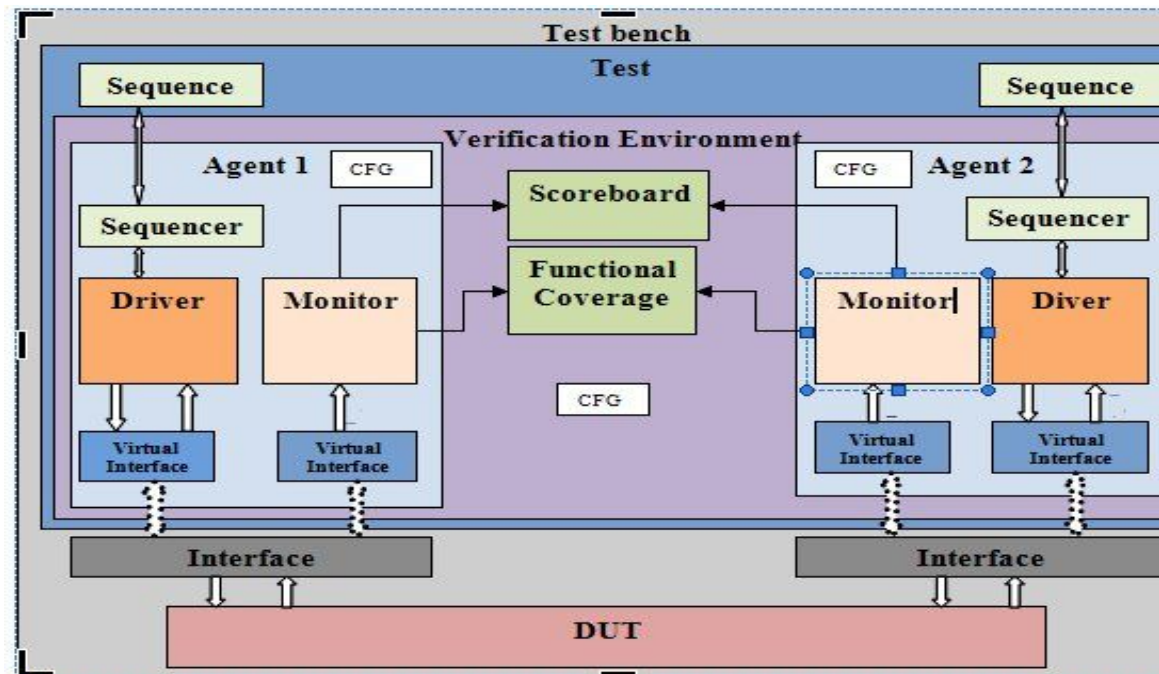 Test bench
Test
Sequence
Sequence
Verification Environment
Agent 1
CFG
CFG
Agent 2
Scoreboard
Sequencer
Sequencer
Functional
Coverage
Driver
Monitor
Monitor
Diver
CFG
Virtual
Interface
Virtual
Interface
Virtual
Interface
Virtual
Interface
Interface
Interface
DUT